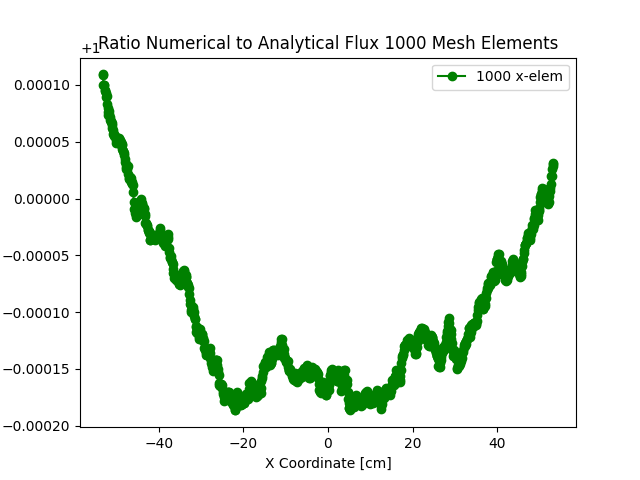 Ratio Numerical to Analytical Flux 1000 Mesh Elements
+1
1000 x-elem
0.00010
0.00005
0.00000
−0.00005
−0.00010
−0.00015
−0.00020
−40 −20 0 20 40
X Coordinate [cm]